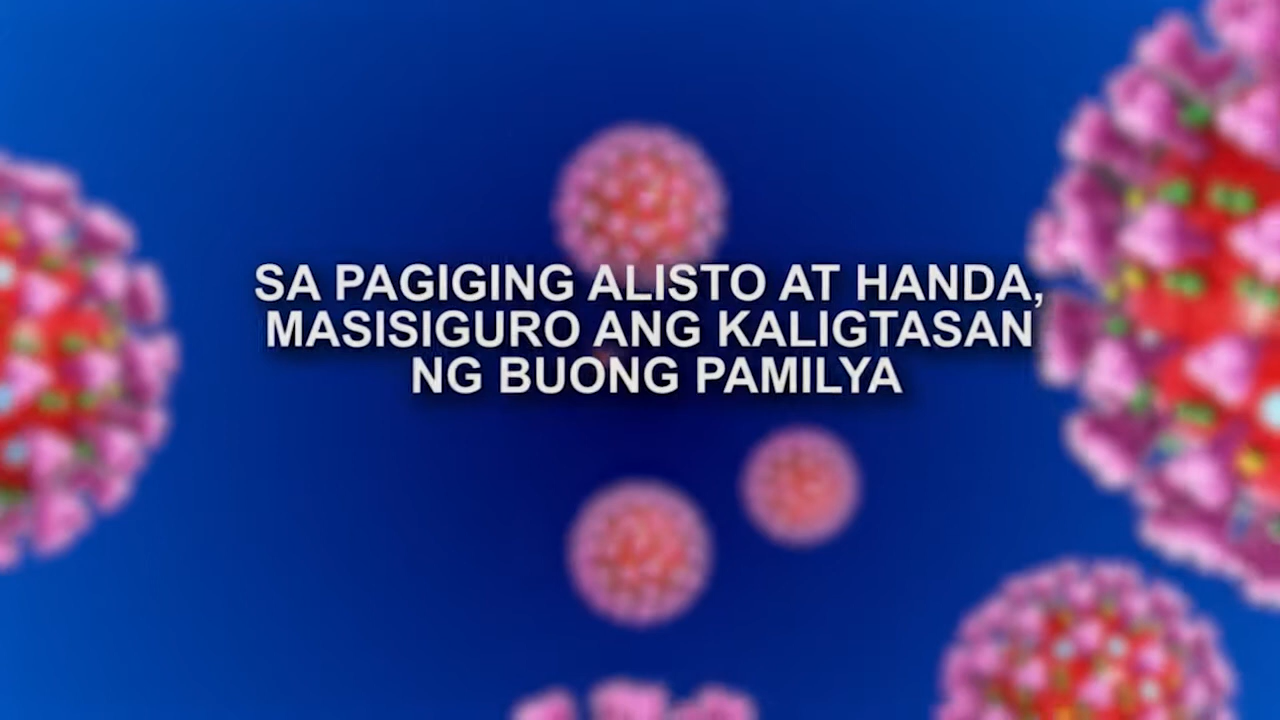 SA PAGIGING ALISTO AT HANDA,
MASISIGURO ANG KALIGTASAN
NG BUONG PAMILYA